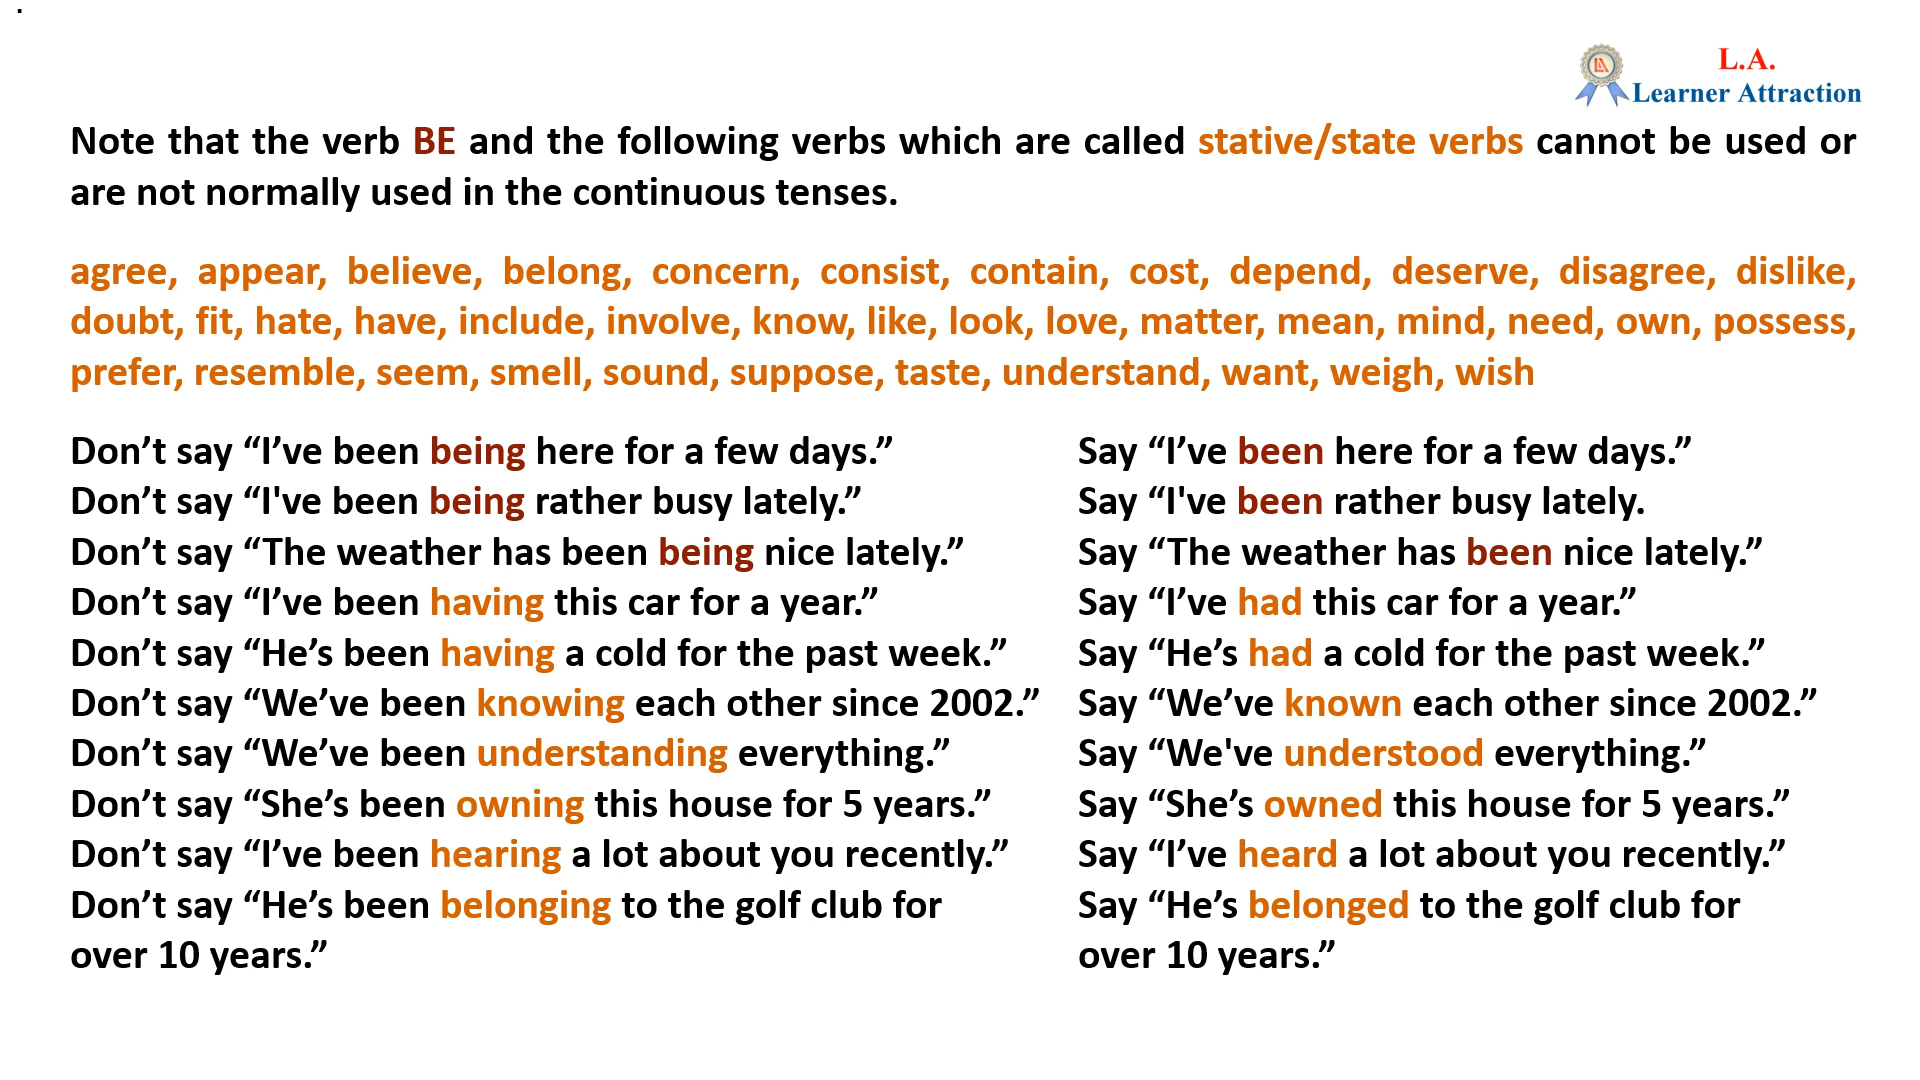 .
L.A.
Learner Attraction
Note that the verb BE and the following verbs which are called stative/state verbs cannot be used or
are not normally used in the continuous tenses.
agree, appear, believe, belong, concern, consist, contain, cost, depend, deserve, disagree, dislike,
doubt, fit, hate, have, include, involve, know, like, look, love, matter, mean, mind, need, own, possess,
prefer, resemble, seem, smell, sound, suppose, taste, understand, want, weigh, wish
Don’t say “I’ve been being here for a few days.”
Say “I’ve been here for a few days.”
Don’t say “I've been being rather busy lately.”
Say “I've been rather busy lately.
Don’t say “The weather has been being nice lately.”
Say “The weather has been nice lately.”
Don’t say “I’ve been having this car for a year.”
Say “I’ve had this car for a year.”
Don’t say “He’s been having a cold for the past week.”
Say “He’s had a cold for the past week.”
Don’t say “We’ve been knowing each other since 2002.”
Say “We’ve known each other since 2002.”
Don’t say “We’ve been understanding everything.”
Say “We've understood everything.”
Don’t say “She’s been owning this house for 5 years.”
Say “She’s owned this house for 5 years.”
Don’t say “I’ve been hearing a lot about you recently.”
Say “I’ve heard a lot about you recently.”
Don’t say “He’s been belonging to the golf club for
over 10 years.”
Say “He’s belonged to the golf club for
over 10 years.”